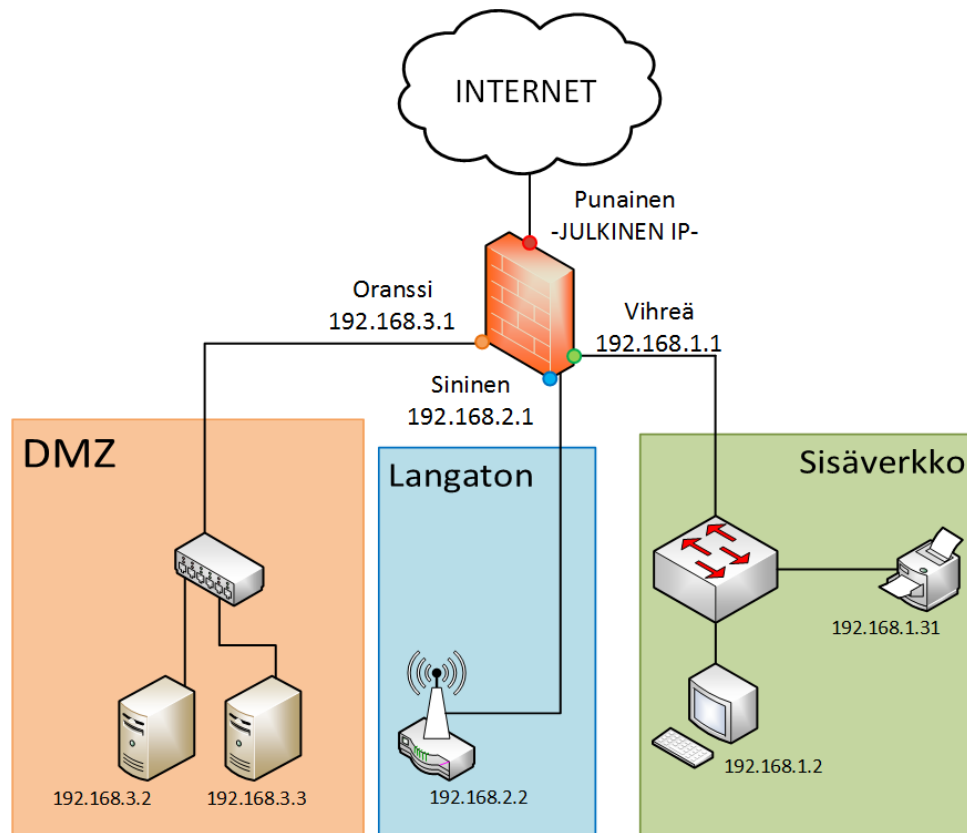 INTERNET
Punainen
-JULKINEN IP-
Oranssi
192.168.3.1
Vihreä
192.168.1.1
Sininen
192.168.2.1
DMZ
Langaton
Sisäverkko
192.168.1.31
192.168.1.2
192.168.3.2
192.168.3.3
192.168.2.2